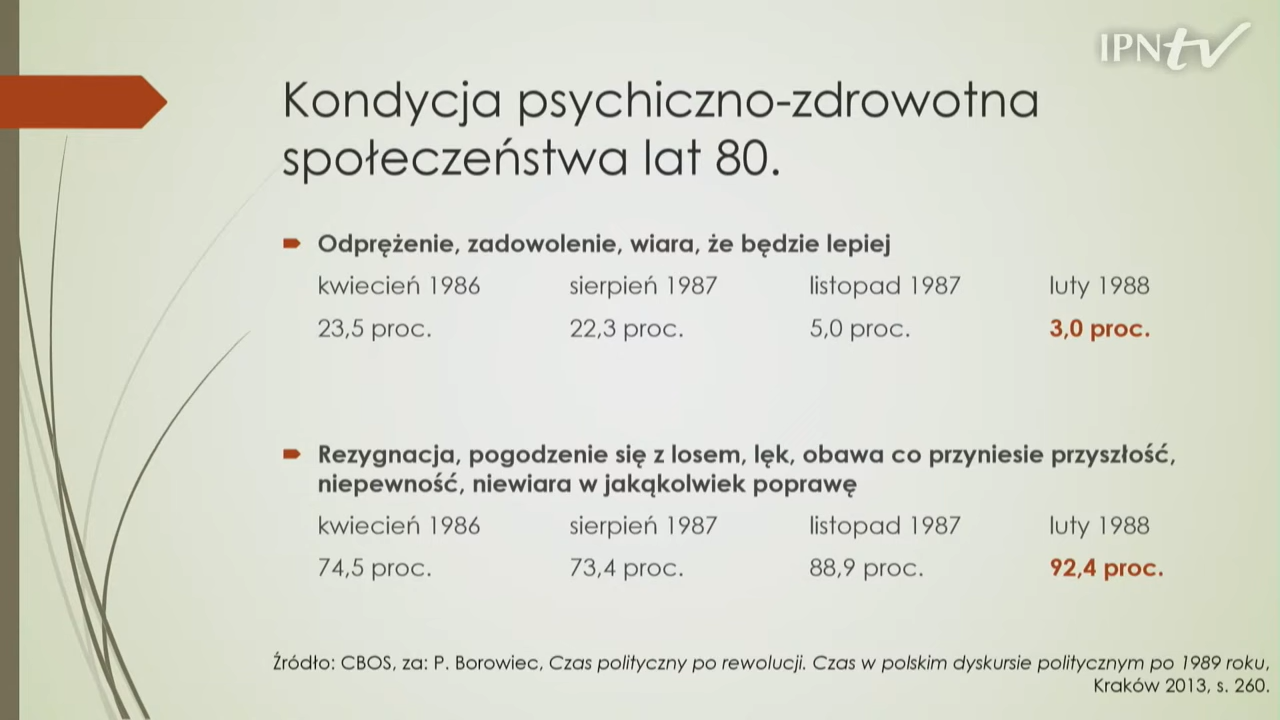 IPNtv
Kondycja psychiczno-zdrowotna
społeczeństwa lat 80.
Odprężenie, zadowolenie, wiara, że będzie lepiej
kwiecień 1986 sierpień 1987 listopad 1987 luty 1988
23,5 proc. 22,3 proc. 5,0 proc. 3,0 proc.
Rezygnacja, pogodzenie się z losem, lęk, obawa co przyniesie przyszłość,
niepewność, niewiara w jakąkolwiek poprawę
kwiecień 1986 sierpień 1987 listopad 1987 luty 1988
74,5 proc. 73,4 proc. 88,9 proc. 92,4 proc.
Źródło: CBOS, za: P. Borowiec, Czas polityczny po rewolucji. Czas w polskim dyskursie politycznym po 1989 roku,
Kraków 2013, s. 260.